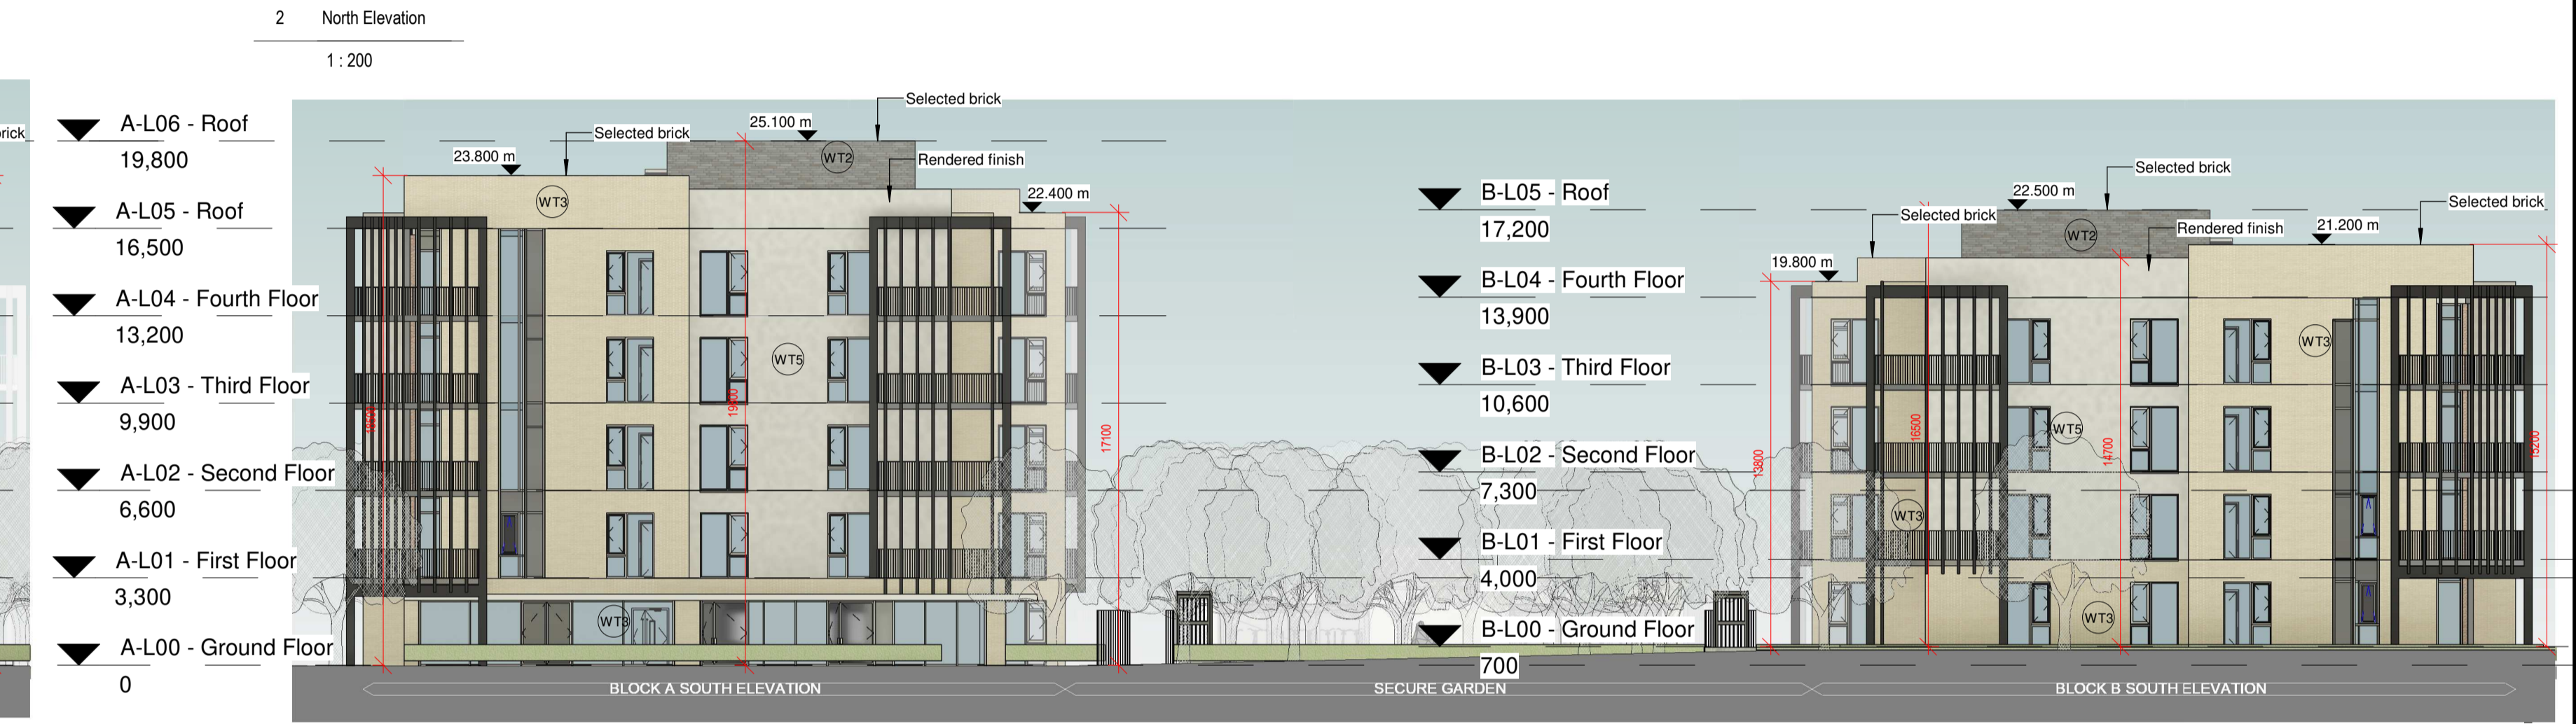 2 North Elevation
1 : 200
rick
A-L06 - Roof
19,800
A-L05 - Roof
16,500
A-L04 - Fourth Floor
13,200
A-L03 - Third Floor
9,900
A-L02 - Second Floor
6,600
A-L01 - First Floor
3,300
A-L00 - Ground Floor
0
Selected brick
25.100 m
Selected brick
23.800 m
WT2
Rendered finish
WT3
22.400 m
WT5
19800
17100
WT3
BLOCK A SOUTH ELEVATION
B-L05 - Roof
17,200
B-L04 - Fourth Floor
13,900
B-L03 - Third Floor
10,600
B-L02 - Second Floor
7,300
B-L01 - First Floor
4,000
B-L00 - Ground Floor
700
SECURE GARDEN
Selected brick
22.500 m
Selected brick
Selected brick
WT2
Rendered finish
21.200 m
19.800 m
WT3
16500
WT5
14700
13800
15200
WT3
WT3
BLOCK B SOUTH ELEVATION